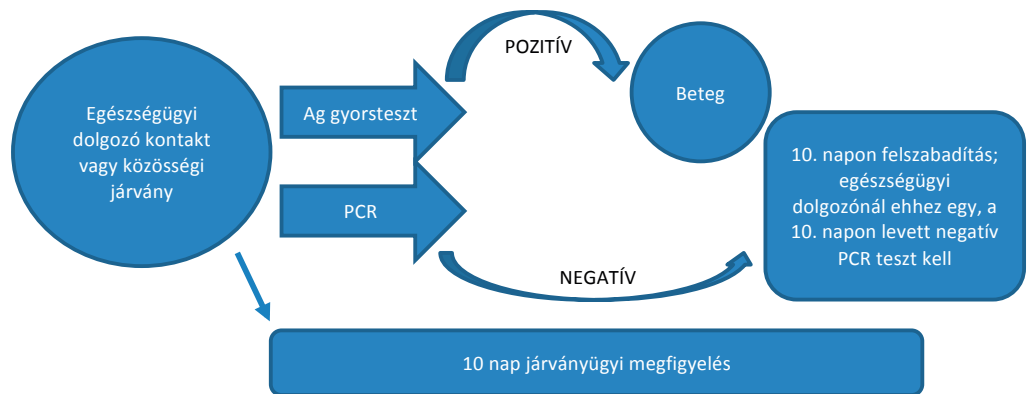 Egészségügyi
dolgozó kontakt
vagy közösségi
járvány
Ag gyorsteszt
PCR
POZITÍV
NEGATÍV
Beteg
10. napon felszabadítás;
egészségügyi
dolgozónál ehhez egy, a
10. napon levett negatív
PCR teszt kell
10 nap járványügyi megfigyelés